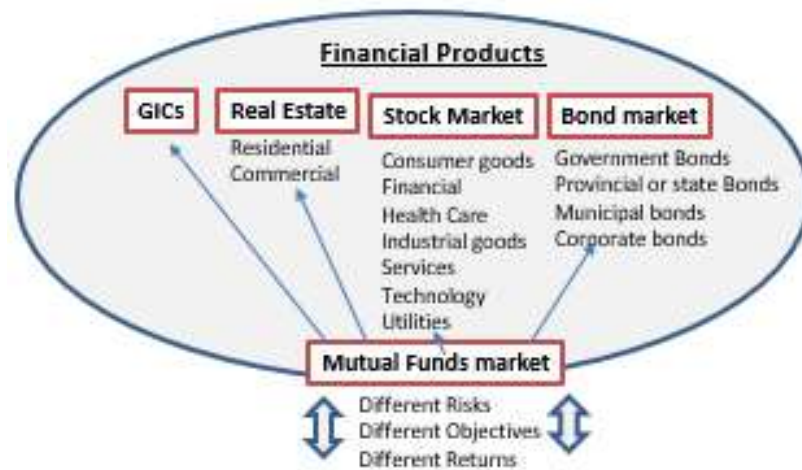 Financial Products
GICs
Real Estate
Residential
Commercial
Stock Market
Consumer goods
Financial
Health Care
Industrial goods
Services
Technology
Utilities
Bond market
Government Bonds
Provincial or state Bonds
Municipal bonds
Corporate bonds
Mutual Funds market
Different Risks
Different Objectives
Different Returns